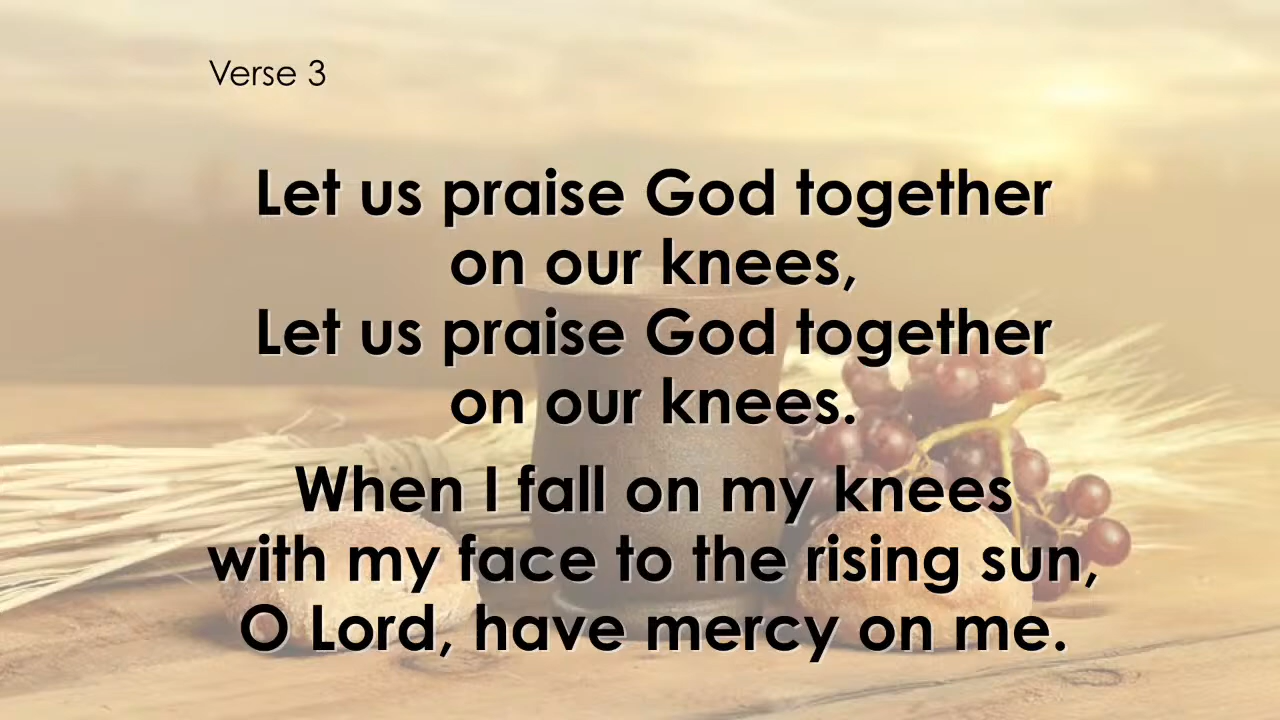 Verse 3
Let us praise God together
on our knees,
Let us praise God together
on our knees.
When I fall on my knees
with my face to the rising sun,
O Lord, have mercy on me.